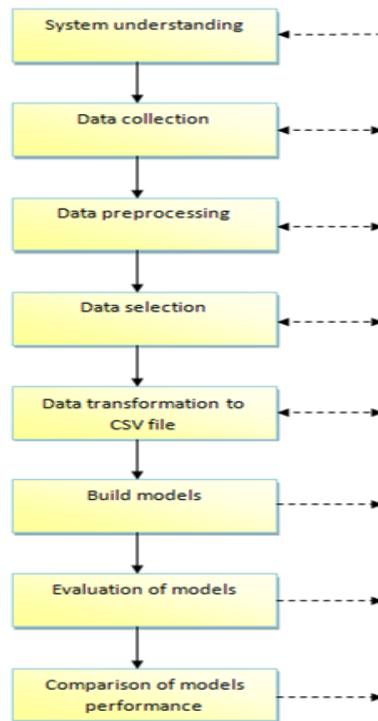 System understanding
Data collection
Data preprocessing
Data selection
Data transformation to
CSV file
Build models
Evaluation of models
Comparison of models
performance